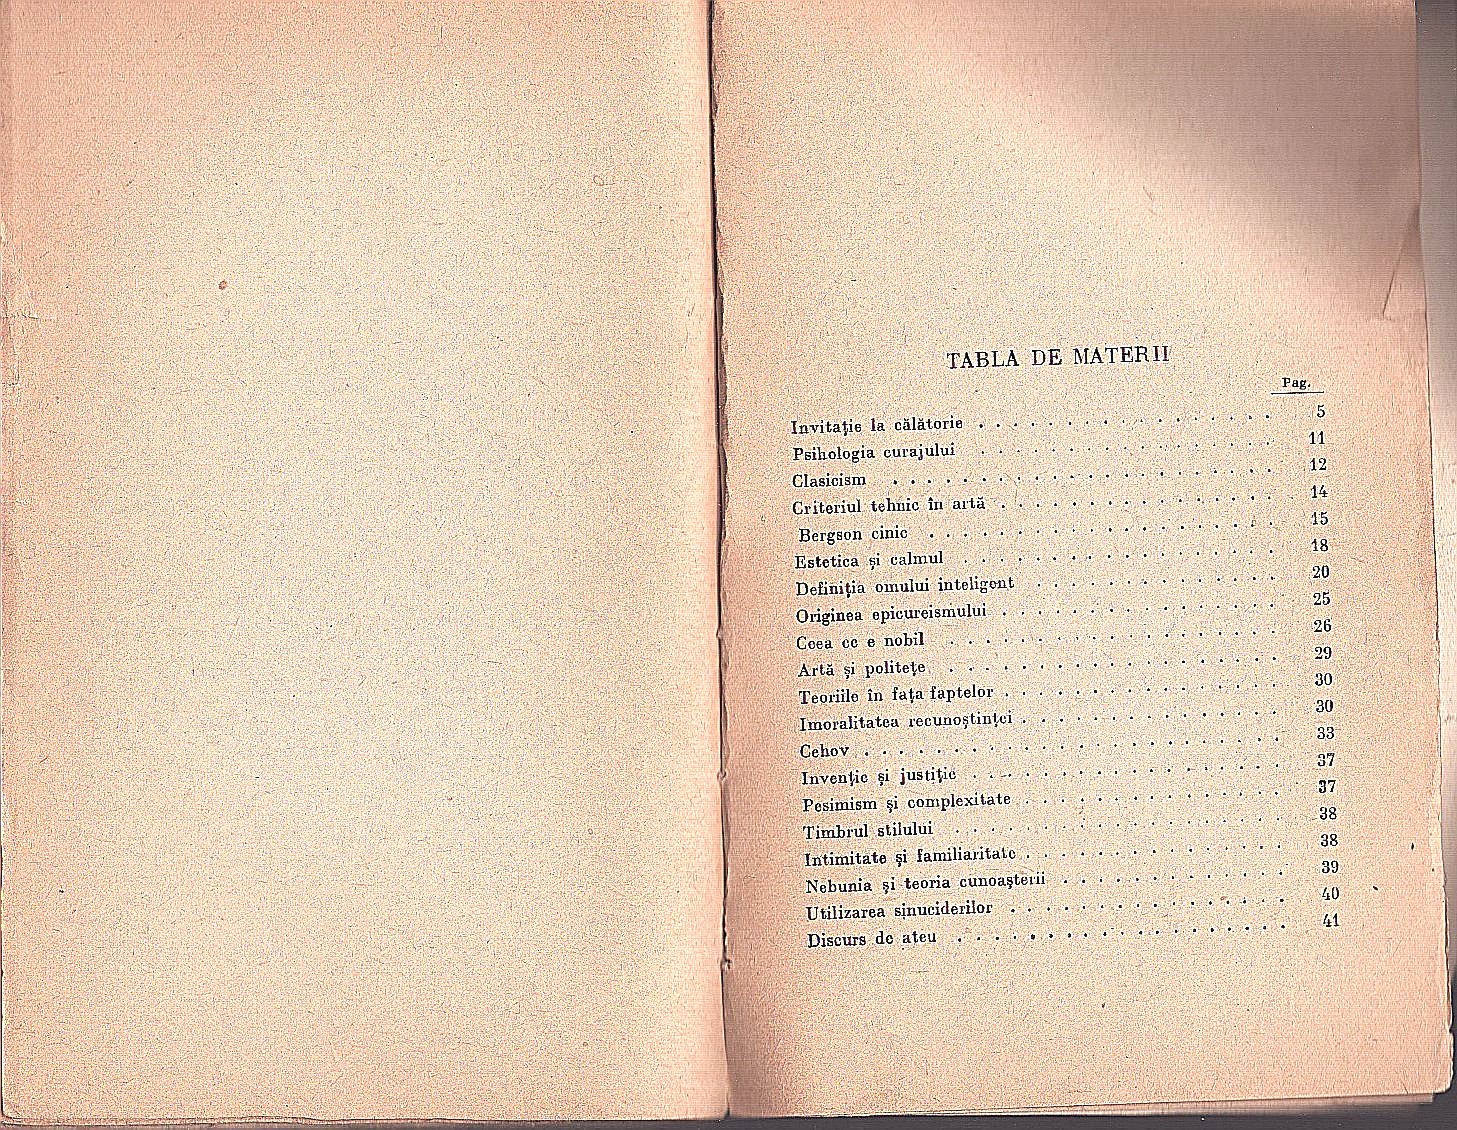 TABLA DE MATERII
Pag.
Invitație la călătorie . . . . . . . . . . . . . . . . . 5
Psihologia curajului . . . . . . . . . . . . . . . . . 11
Clasicism . . . . . . . . . . . . . . . . . . . . . . 12
Criteriul tehnic în artă . . . . . . . . . . . . . . . . 14
Bergson cinic . . . . . . . . . . . . . . . . . . . . 15
Estetica și calmul . . . . . . . . . . . . . . . . . . 18
Definiția omului inteligent . . . . . . . . . . . . . . 20
Originea epicureismului . . . . . . . . . . . . . . . . 25
Ceea ce e nobil . . . . . . . . . . . . . . . . . . . 26
Artă și politețe . . . . . . . . . . . . . . . . . . . 29
Teoriile în fața faptelor . . . . . . . . . . . . . . . . 30
Imoralitatea recunoștinței . . . . . . . . . . . . . . . 30
Cehov . . . . . . . . . . . . . . . . . . . . . . . . 33
Invenție și justiție . . . . . . . . . . . . . . . . . . 37
Pesimism și complexitate . . . . . . . . . . . . . . . 37
Timbrul stilului . . . . . . . . . . . . . . . . . . . 38
Intimitate și familiaritate . . . . . . . . . . . . . . . 38
Nebunia și teoria cunoașterii . . . . . . . . . . . . . 39
Utilizarea sinuciderilor . . . . . . . . . . . . . . . . 40
Discurs de ateu . . . . . . . . . . . . . . . . . . . 41